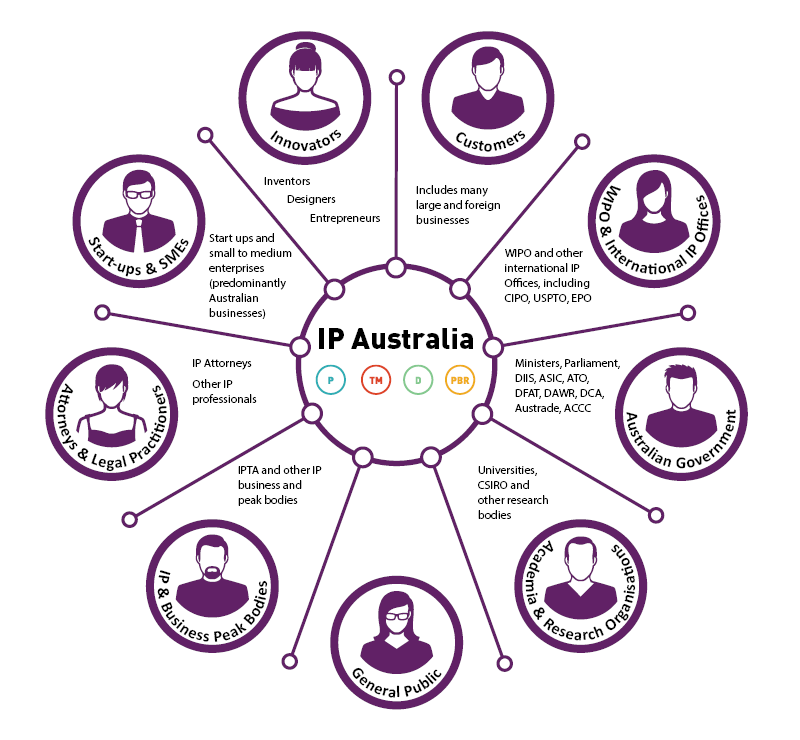 Innovators
Customers
Inventors
Designers
Entrepreneurs
Includes many
large and foreign
businesses
Start-ups & SMEs
Start ups and
small to medium
enterprises
(predominantly
Australian
businesses)
WIPO and other
international IP
Offices, including
CIPO, USPTO, EPO
WIPO & International IP Offices
IP Australia
P
TM
D
PBR
Attorneys & Legal Practitioners
IP Attorneys
Other IP
professionals
Ministers, Parliament,
DIIS, ASIC, ATO,
DFAT, DAWR, DCA,
Austrade, ACCC
Australian Government
IPTA and other IP
business and
peak bodies
IP & Business Peak Bodies
Universities,
CSIRO and
other research
bodies
Academia & Research Organisations
General Public